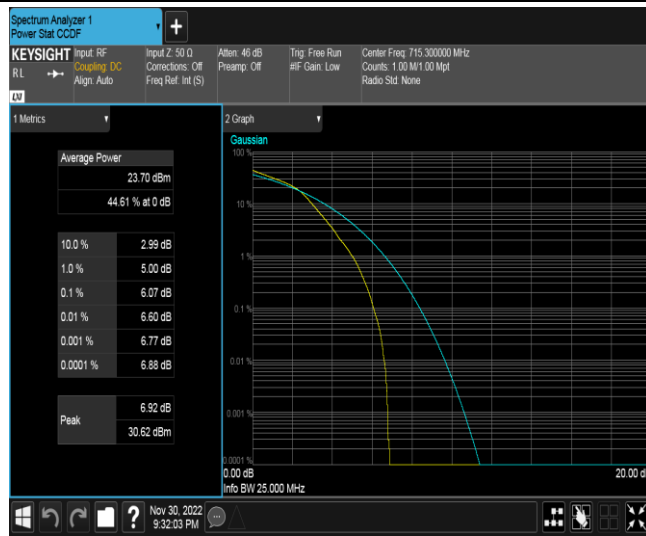 Spectrum Analyzer 1
Power Stat CCDF
+
KEYSIGHT
RL
LXI
Input: RF
Coupling: DC
Align: Auto
Input Z: 50 Ω
Corrections: Off
Freq Ref: Int (S)
Atten: 46 dB
Preamp: Off
Trig: Free Run
#IF Gain: Low
Center Freq: 715.300000 MHz
Counts: 1.00 M/1.00 Mpt
Radio Std: None
1 Metrics
Average Power
23.70 dBm
44.61 % at 0 dB
10.0 % 2.99 dB
1.0 % 5.00 dB
0.1 % 6.07 dB
0.01 % 6.60 dB
0.001 % 6.77 dB
0.0001 % 6.88 dB
Peak
6.92 dB
30.62 dBm
2 Graph
Gaussian
100 %
10 %
1 %
0.1 %
0.01 %
0.001 %
0.0001 %
0.00 dB 20.00 d
Info BW 25.000 MHz
?
Nov 30, 2022
9:32:03 PM